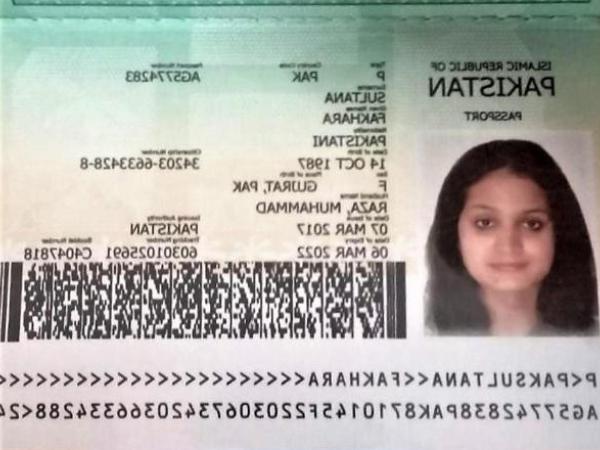 ISLAMIC REPUBLIC OF
PAKISTAN
PASSPORT
Type Country Code Passport Number
P PAK AG5774283
Surname
SULTANA
Given Names
FAKHARA
Nationality
PAKISTANI
Date of Birth Citizenship Number
14 OCT 1987 34203-6633428-8
Sex Place of Birth
F GUJRAT, PAK
Husband Name
RAZA, MUHAMMAD
Date of Issue Issuing Authority
07 MAR 2017 PAKISTAN
Date of Expiry Tracking Number Booklet Number
06 MAR 2022 60301025691 C4047818
P<PAKSULTANA<<FAKHARA<<<<<<<<<<<<<<<<<<<<<<<
AG57742838PAK8710145F22030673420366334288<24